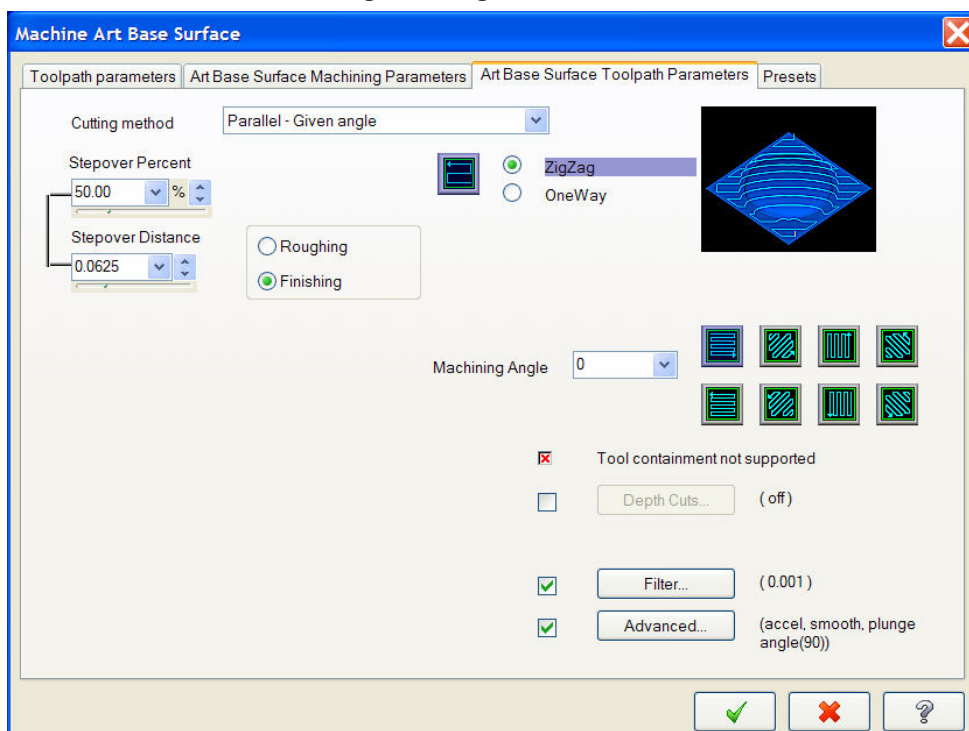 Machine Art Base Surface
Toolpath parameters
Art Base Surface Machining Parameters
Art Base Surface Toolpath Parameters
Presets
Cutting method
Parallel - Given angle
Stepover Percent
50.00
%
ZigZag
OneWay
Stepover Distance
0.0625
Roughing
Finishing
Machining Angle
0
Tool containment not supported
Depth Cuts...
( off )
Filter...
( 0.001 )
Advanced...
(accel, smooth, plunge
angle(90))
?